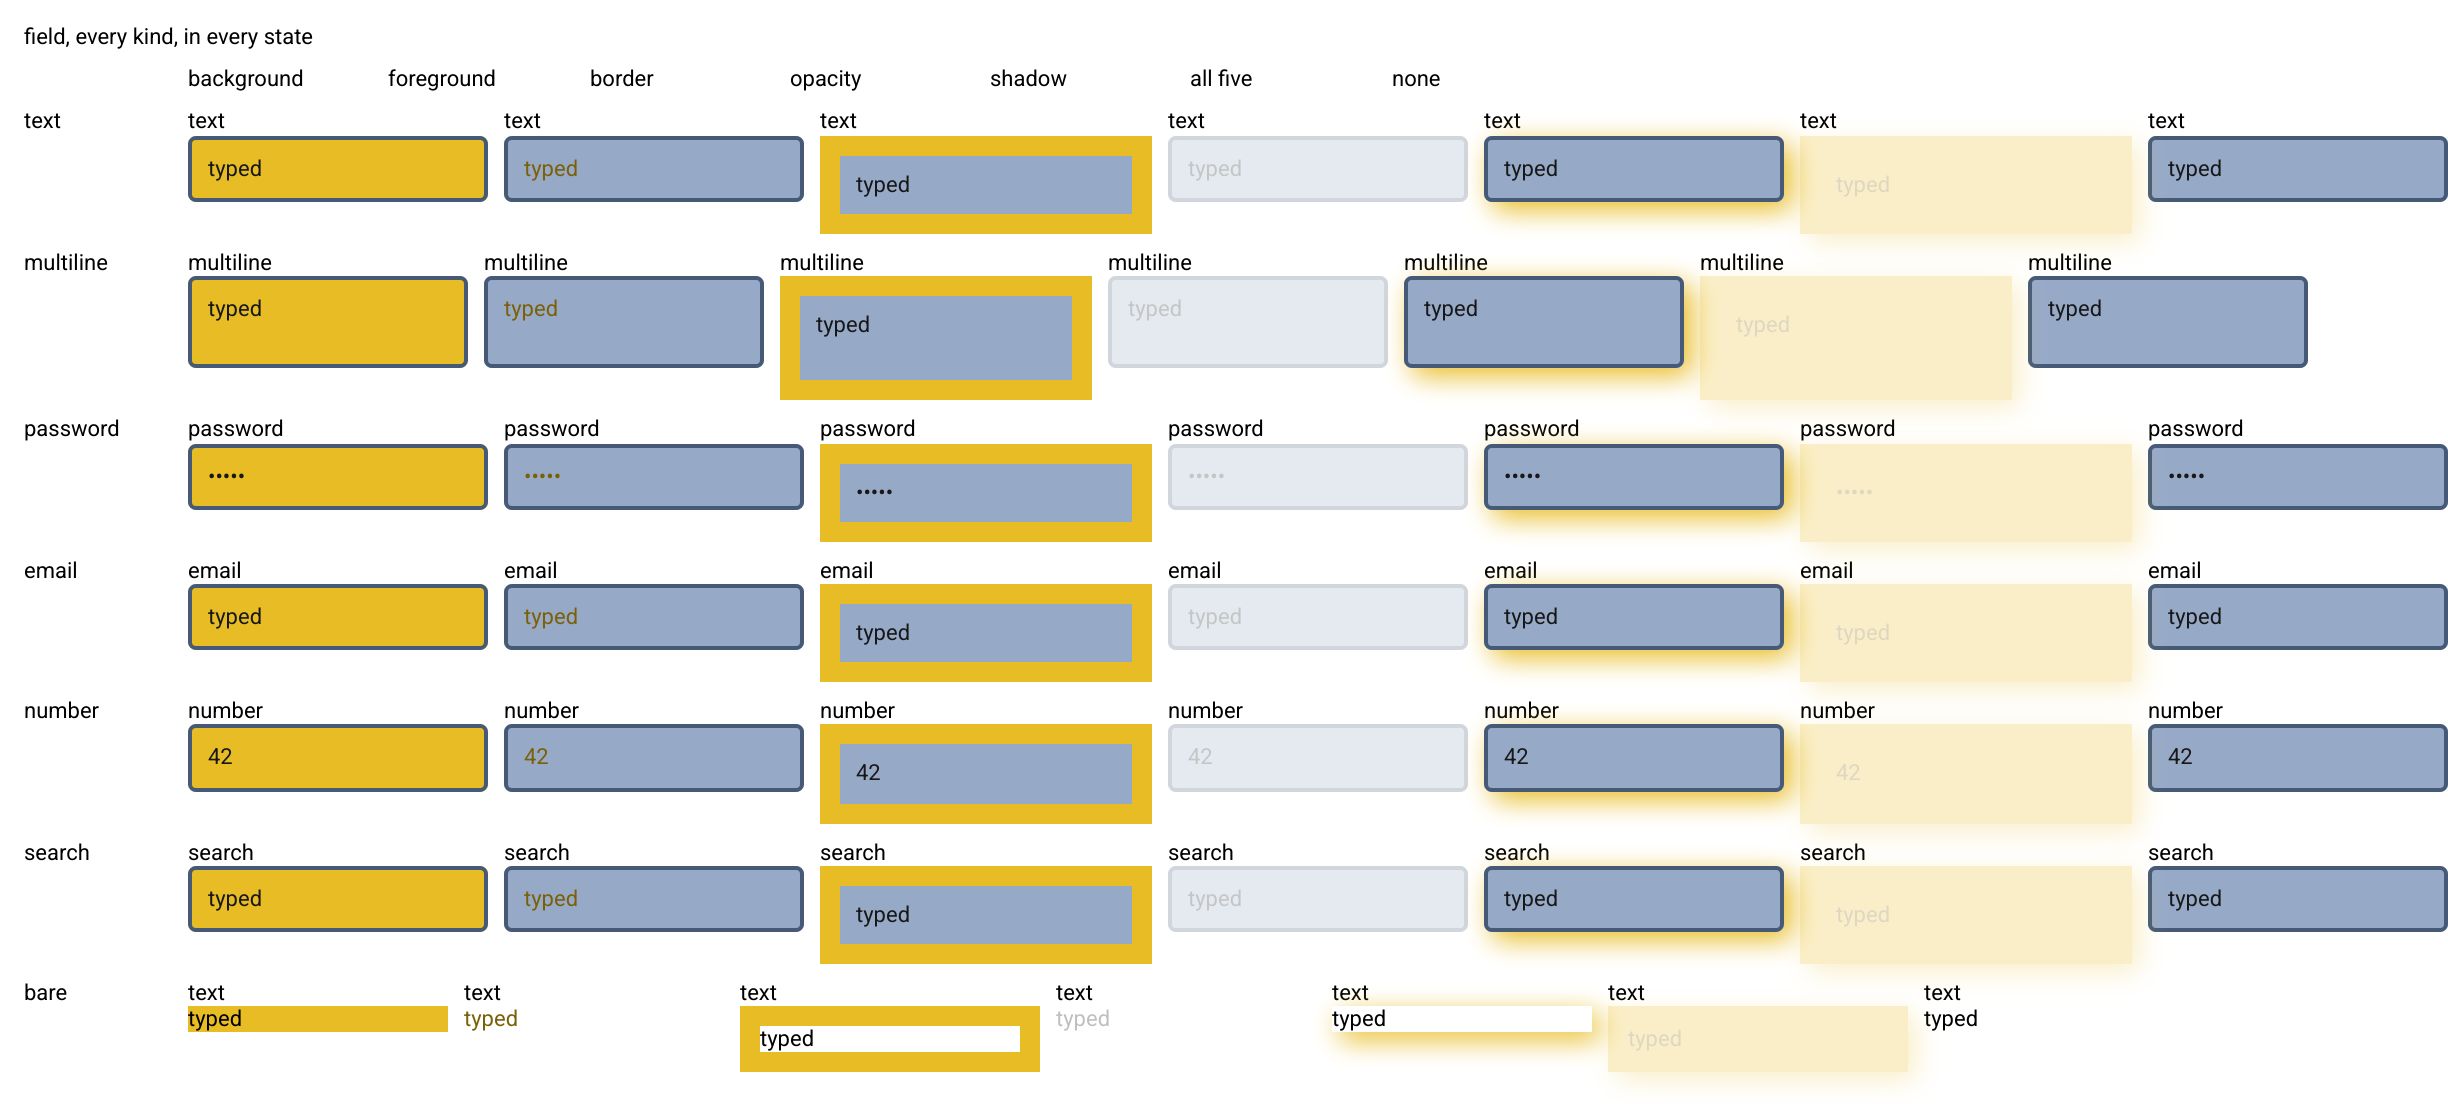 field, every kind, in every state
background foreground border opacity shadow all five none
text text text text text text text text
typed typed typed typed typed typed typed
multiline multiline multiline multiline multiline multiline multiline multiline
typed typed typed typed typed typed typed
password password password password password password password password
••••• ••••• ••••• ••••• ••••• ••••• •••••
email email email email email email email email
typed typed typed typed typed typed typed
number number number number number number number number
42 42 42 42 42 42 42
search search search search search search search search
typed typed typed typed typed typed typed
bare text text text text text text text
typed typed typed typed typed typed typed